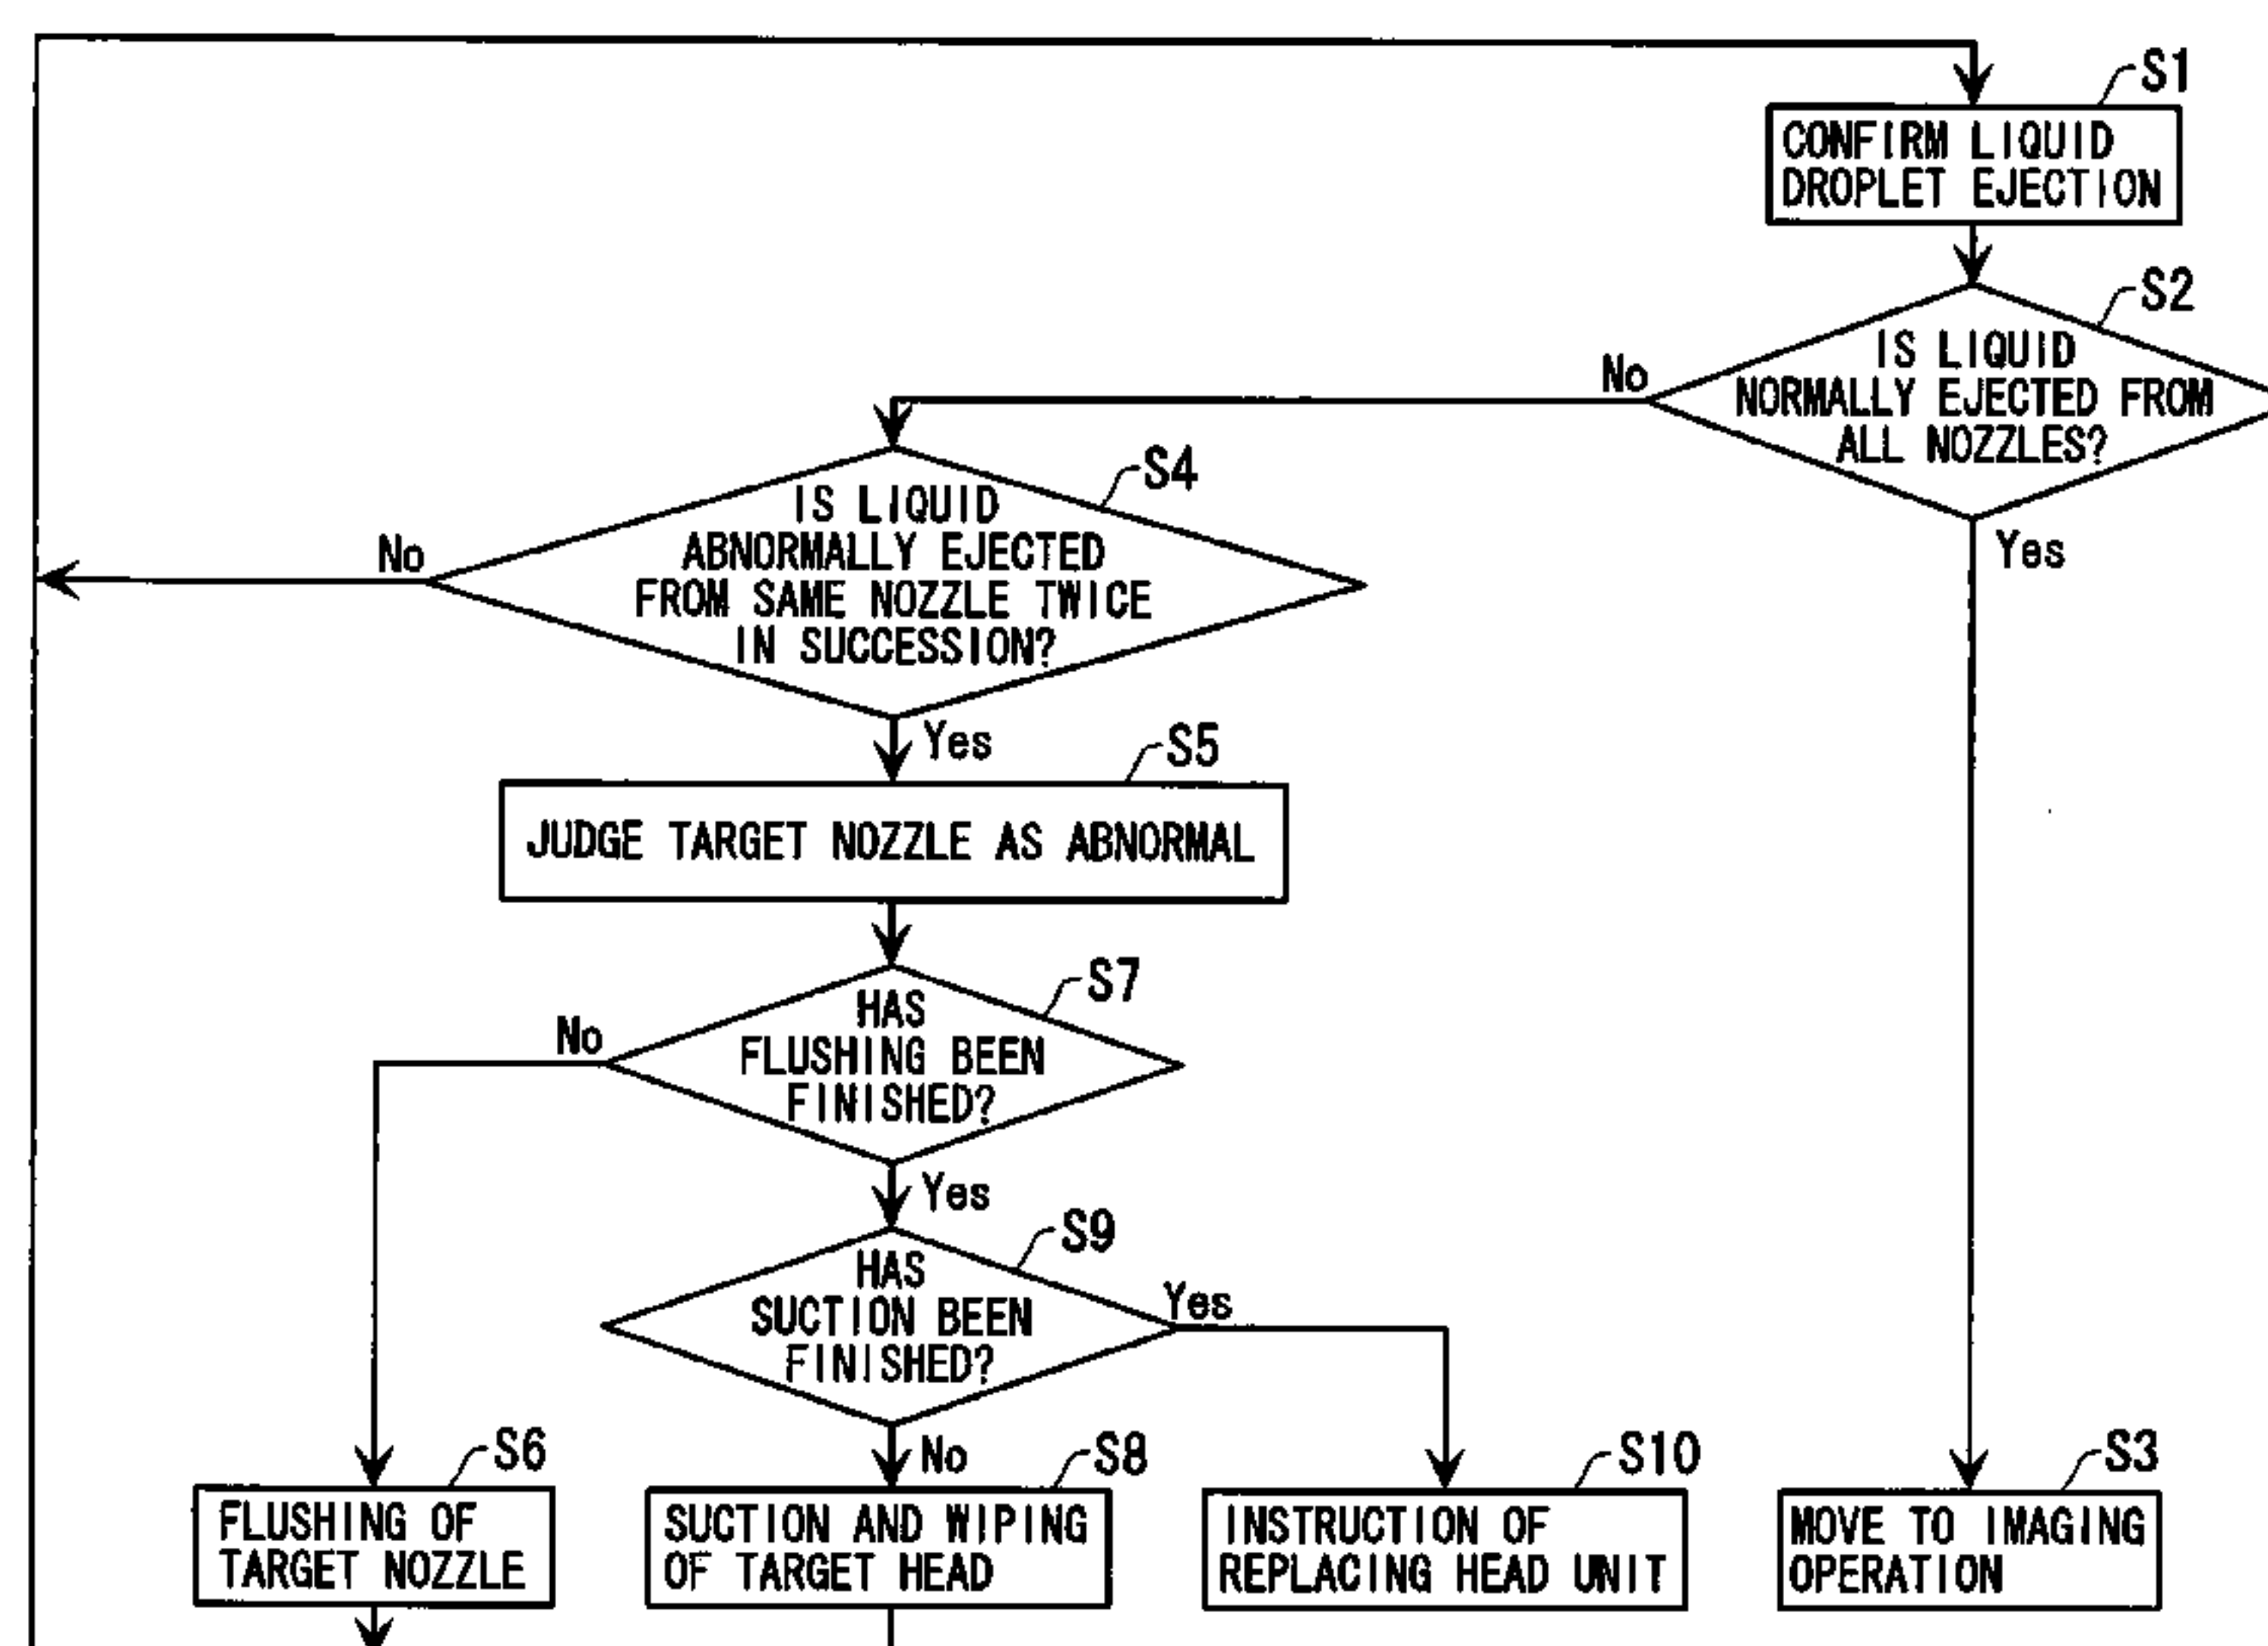 S1
CONFIRM LIQUID
DROPLET EJECTION
S2
IS LIQUID
NORMALLY EJECTED FROM
ALL NOZZLES?
No
Yes
S4
IS LIQUID
ABNORMALLY EJECTED
FROM SAME NOZZLE TWICE
IN SUCCESSION?
No
Yes
S5
JUDGE TARGET NOZZLE AS ABNORMAL
S7
HAS
FLUSHING BEEN
FINISHED?
No
Yes
S9
HAS
SUCTION BEEN
FINISHED?
Yes
No
S6
FLUSHING OF
TARGET NOZZLE
S8
SUCTION AND WIPING
OF TARGET HEAD
S10
INSTRUCTION OF
REPLACING HEAD UNIT
S3
MOVE TO IMAGING
OPERATION